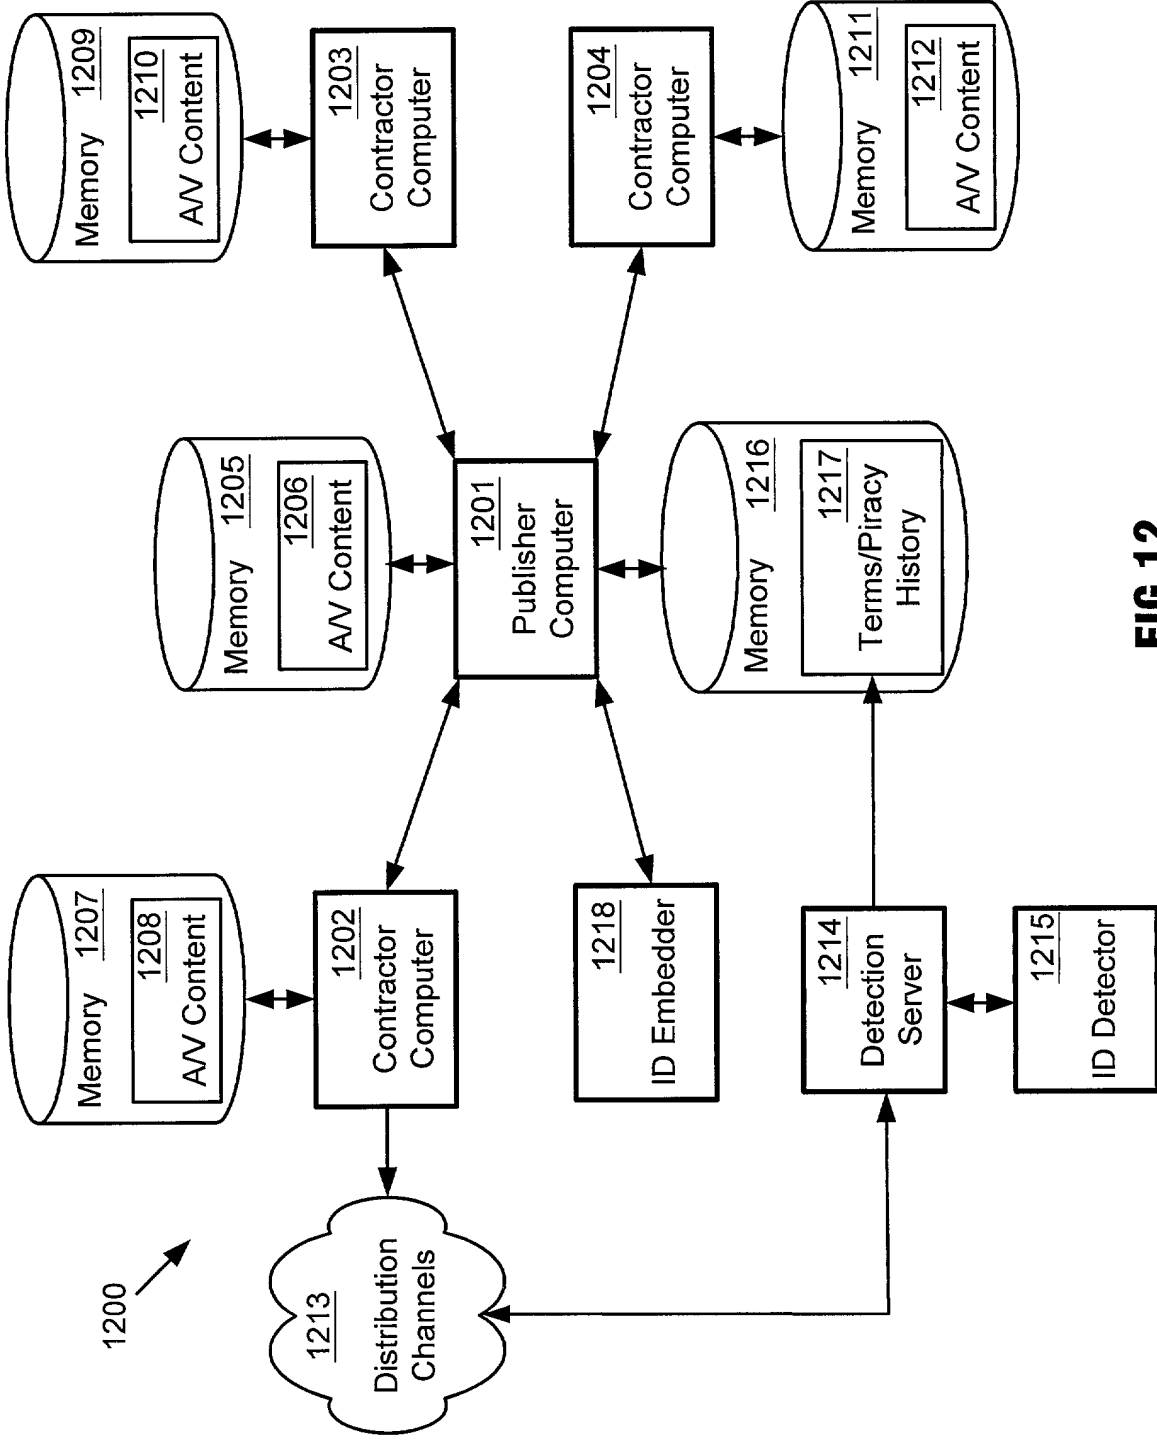 1200
Memory 1207
1208
A/V Content
Memory 1205
1206
A/V Content
Memory 1209
1210
A/V Content
1213
Distribution
Channels
1202
Contractor
Computer
1201
Publisher
Computer
1203
Contractor
Computer
1218
ID Embedder
1204
Contractor
Computer
Memory 1216
1217
Terms/Piracy
History
1214
Detection
Server
Memory 1211
1212
A/V Content
1215
ID Detector
FIG 12